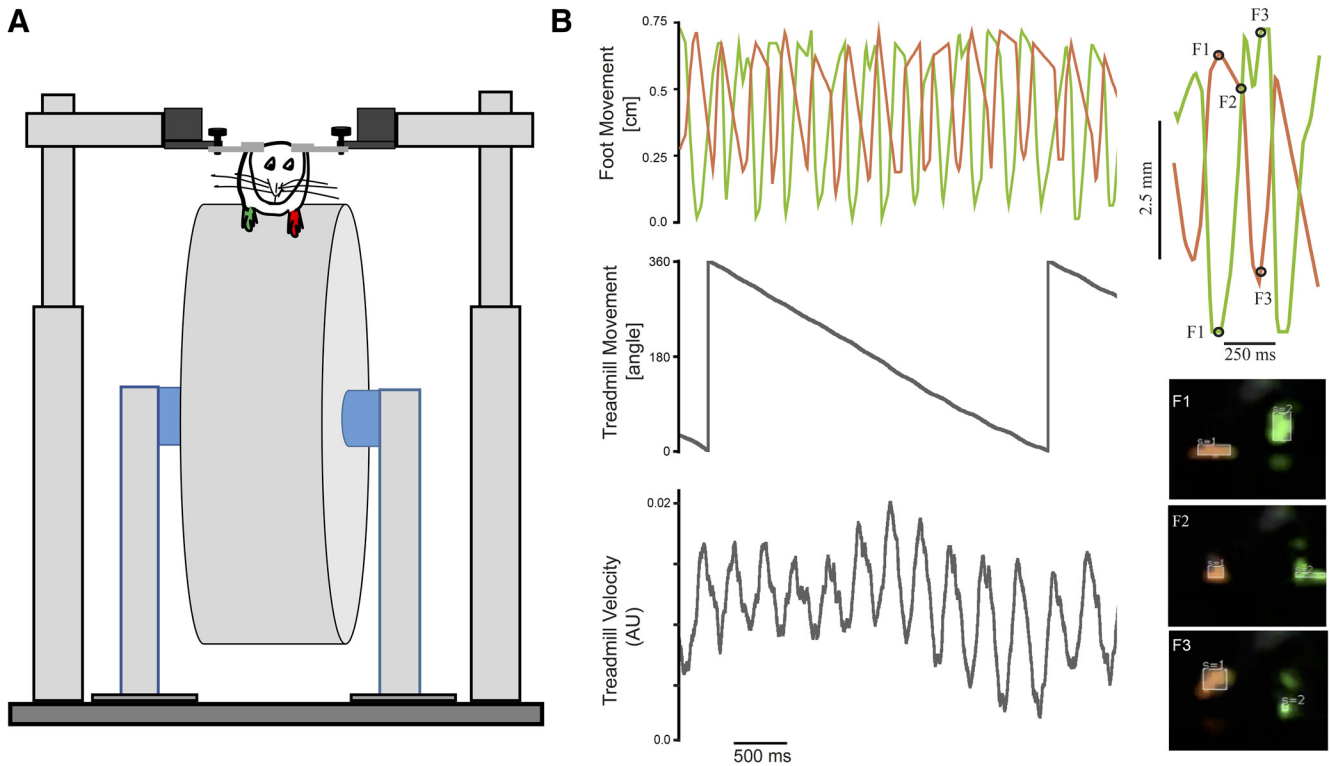 A
B
0.75
0.5
0.25
0.0
Foot Movement
[cm]
360
180
0
Treadmill Movement
[angle]
0.02
0.0
Treadmill Velocity
(AU)
500 ms
F3
F1
F2
F3
F1
2.5 mm
250 ms
F1
s=2
s=1
F2
s=1
s=2
F3
s=1
s=2